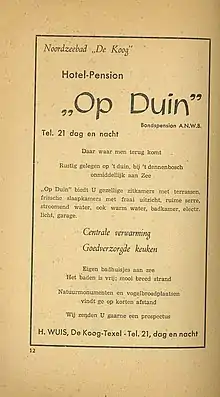 Noordzeebad „De Koog"
Hotel-Pension
„Op Duin"
Bondspension A.N.W.B.
Tel. 21 dag en nacht
Daar waar men terug komt
Rustig gelegen op 't duin, bij 't dennenbosch
onmiddellijk aan Zee
„Op Duin" biedt U gezellige zitkamers met terrassen,
frissche slaapkamers met fraai uitzicht, ruime serre,
stroomend water, ook warm water, badkamer, electr.
licht, garage.
Centrale verwarming
Goedverzorgde keuken
Eigen badhuisjes aan zee
Het baden is vrij; mooi breed strand
Natuurmonumenten en vogelbroedplaatsen
vindt ge op korten afstand
Wij zenden U gaarne een prospectus
H. WUIS, De Koog-Texel - Tel. 21, dag en nacht
12